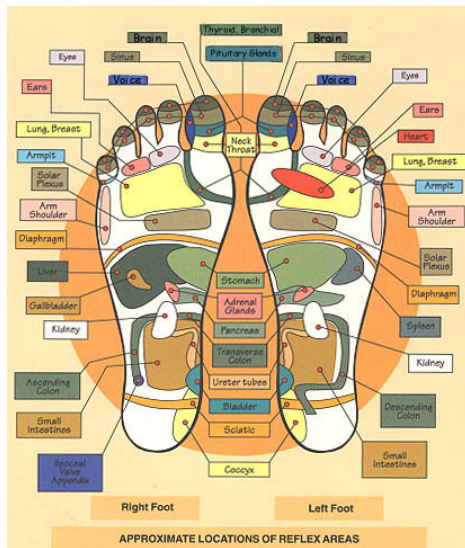 Thyroid, Bronchial
Brain
Brain
Pituitary Glands
Sinus
Sinus
Voice
Voice
Eyes
Eyes
Ears
Ears
Lung, Breast
Heart
Neck
Throat
Lung, Breast
Armpit
Armpit
Solar
Plexus
Arm
Shoulder
Arm
Shoulder
Diaphragm
Solar
Plexus
Liver
Stomach
Diaphragm
Gallbladder
Adrenal
Glands
Spleen
Kidney
Pancreas
Transverse
Colon
Kidney
Ascending
Colon
Ureter tubes
Descending
Colon
Bladder
Small
Intestines
Sciatic
Small
Intestines
Ileocecal
Valve
Appendix
Coccyx
Right Foot
Left Foot
APPROXIMATE LOCATIONS OF REFLEX AREAS